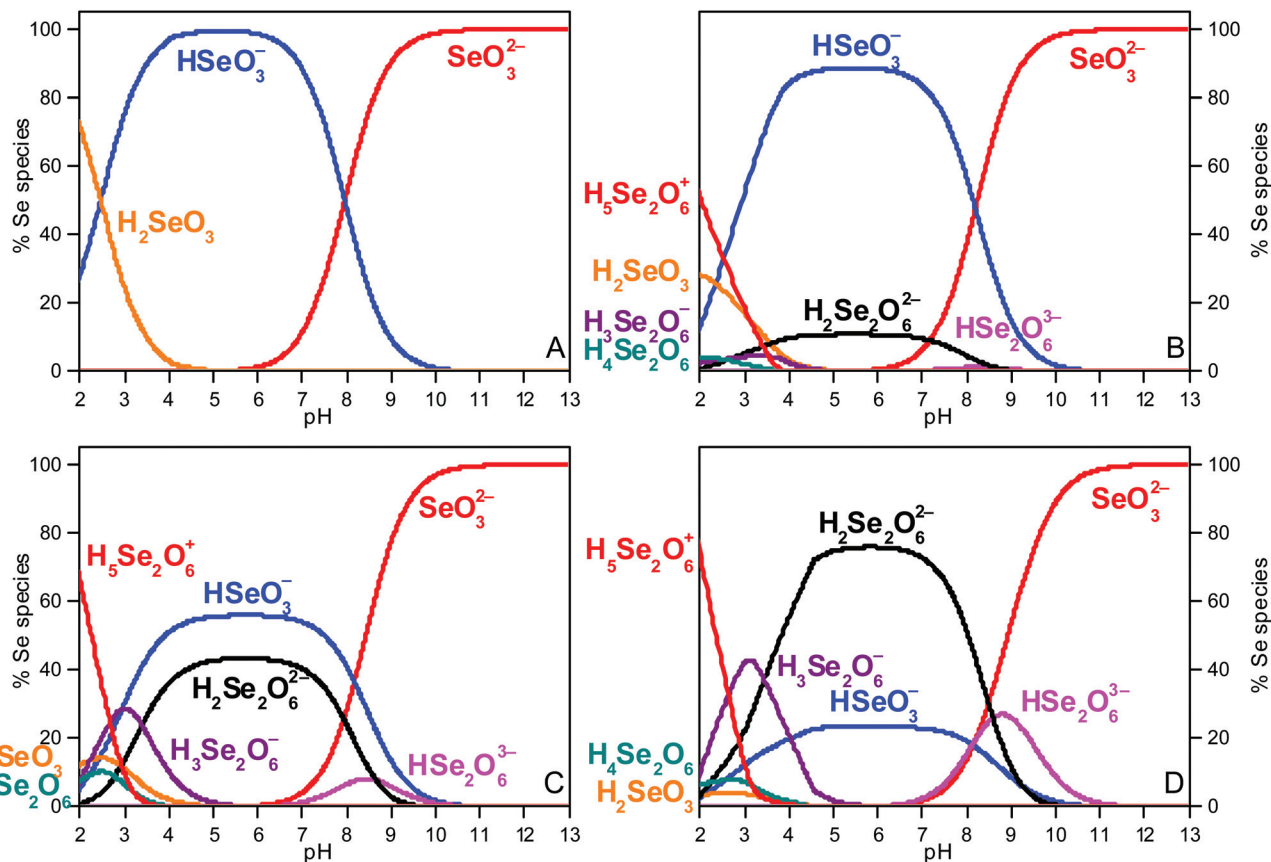 100
80
60
40
20
0
% Se species
HSeO₃⁻
SeO₃²⁻
H₂SeO₃
A
2 3 4 5 6 7 8 9 10 11 12 13
pH
HSeO₃⁻
SeO₃²⁻
H₅Se₂O₆⁺
H₂SeO₃
H₃Se₂O₆⁻
H₄Se₂O₆
H₂Se₂O₆²⁻
HSe₂O₆³⁻
B
100
80
60
40
20
0
% Se species
2 3 4 5 6 7 8 9 10 11 12 13
pH
100
80
60
40
20
0
% Se species
SeO₃²⁻
H₅Se₂O₆⁺
HSeO₃⁻
H₂Se₂O₆²⁻
H₃Se₂O₆⁻
HSe₂O₆³⁻
SeO₃
Se₂O₆
C
2 3 4 5 6 7 8 9 10 11 12 13
pH
H₂Se₂O₆²⁻
SeO₃²⁻
H₅Se₂O₆⁺
H₃Se₂O₆⁻
HSeO₃⁻
HSe₂O₆³⁻
H₄Se₂O₆
H₂SeO₃
D
100
80
60
40
20
0
% Se species
2 3 4 5 6 7 8 9 10 11 12 13
pH